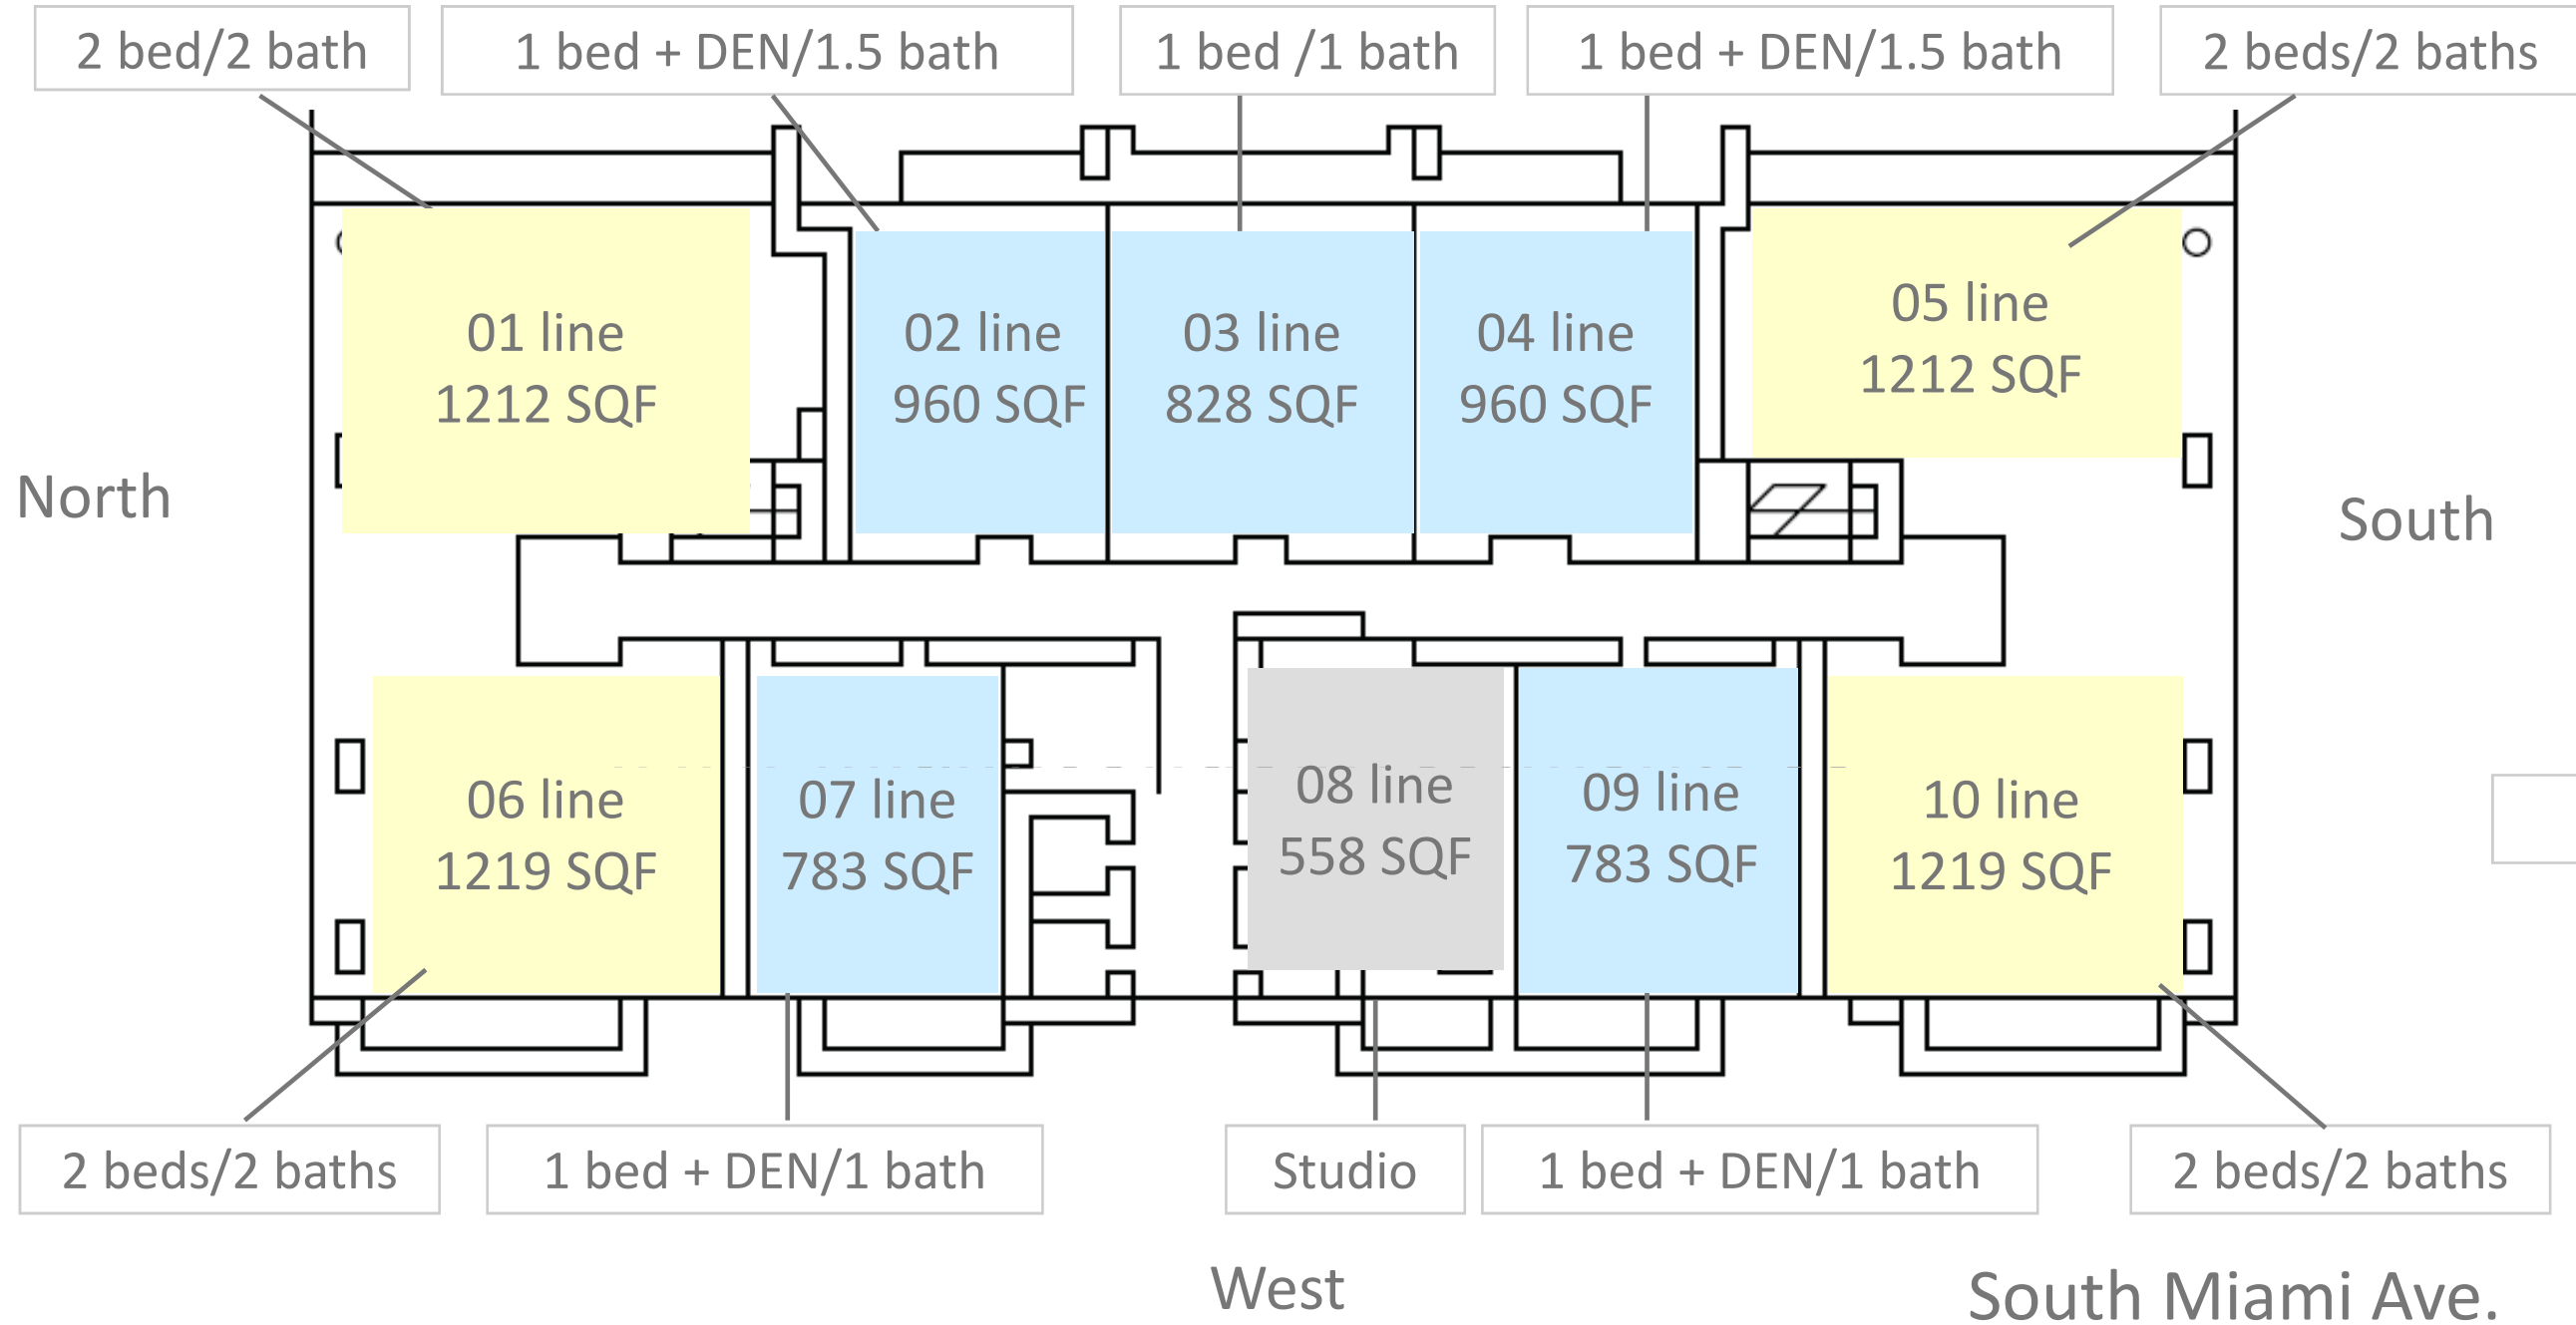 2 bed/2 bath
1 bed + DEN/1.5 bath
1 bed /1 bath
1 bed + DEN/1.5 bath
2 beds/2 baths
01 line
1212 SQF
02 line
960 SQF
03 line
828 SQF
04 line
960 SQF
05 line
1212 SQF
North
South
06 line
1219 SQF
07 line
783 SQF
08 line
558 SQF
09 line
783 SQF
10 line
1219 SQF
2 beds/2 baths
1 bed + DEN/1 bath
Studio
1 bed + DEN/1 bath
2 beds/2 baths
West
South Miami Ave.